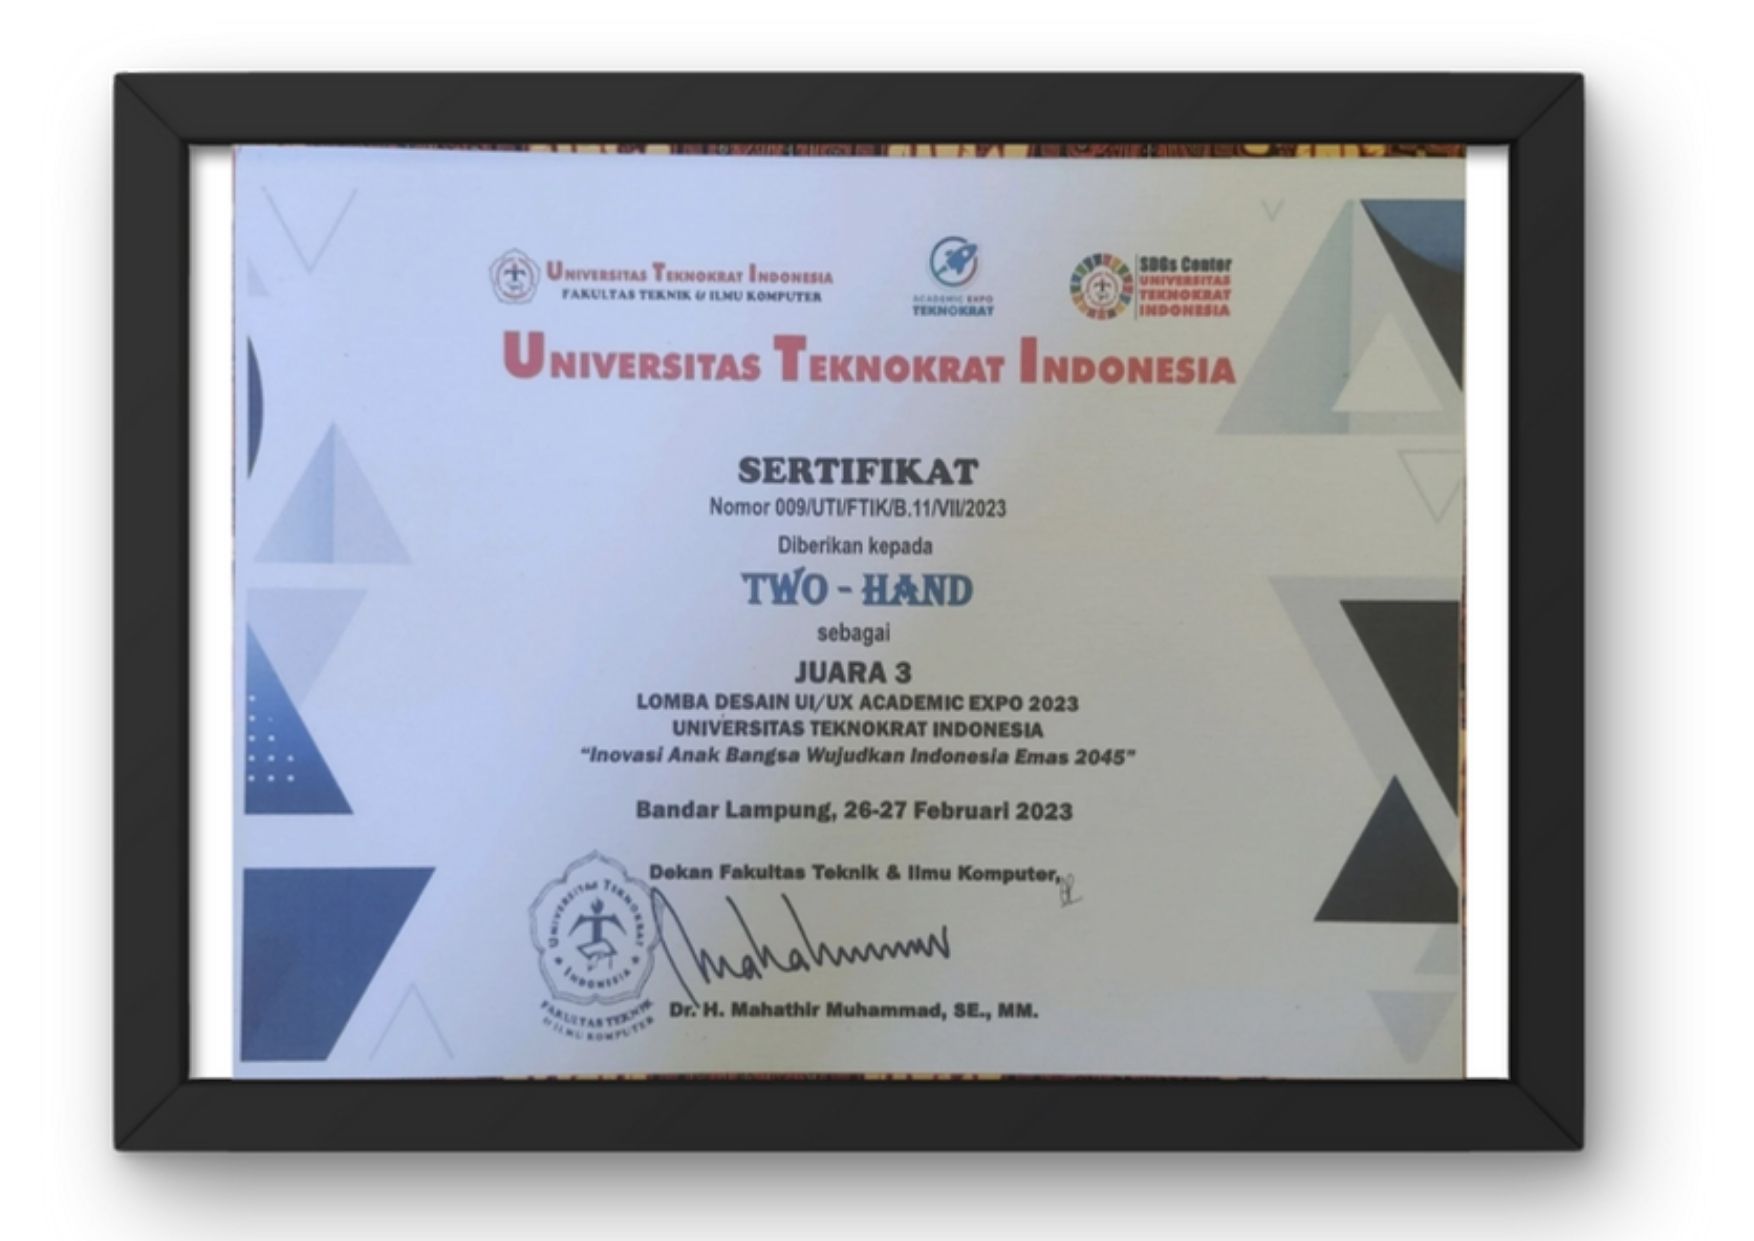 UNIVERSITAS TEKNOKRAT INDONESIA
FAKULTAS TEKNIK & ILMU KOMPUTER
ACADEMIC EXPO
TEKNOKRAT
SDGs Center
UNIVERSITAS
TEKNOKRAT
INDONESIA
UNIVERSITAS TEKNOKRAT INDONESIA
SERTIFIKAT
Nomor 009/UTI/FTIK/B.11/VII/2023
Diberikan kepada
TWO - HAND
sebagai
JUARA 3
LOMBA DESAIN UI/UX ACADEMIC EXPO 2023
UNIVERSITAS TEKNOKRAT INDONESIA
"Inovasi Anak Bangsa Wujudkan Indonesia Emas 2045"
Bandar Lampung, 26-27 Februari 2023
Dekan Fakultas Teknik & Ilmu Komputer,
UNIVERSITAS TEKNOKRAT
INDONESIA
FAKULTAS TEKNIK
& ILMU KOMPUTER
Dr. H. Mahathir Muhammad, SE., MM.